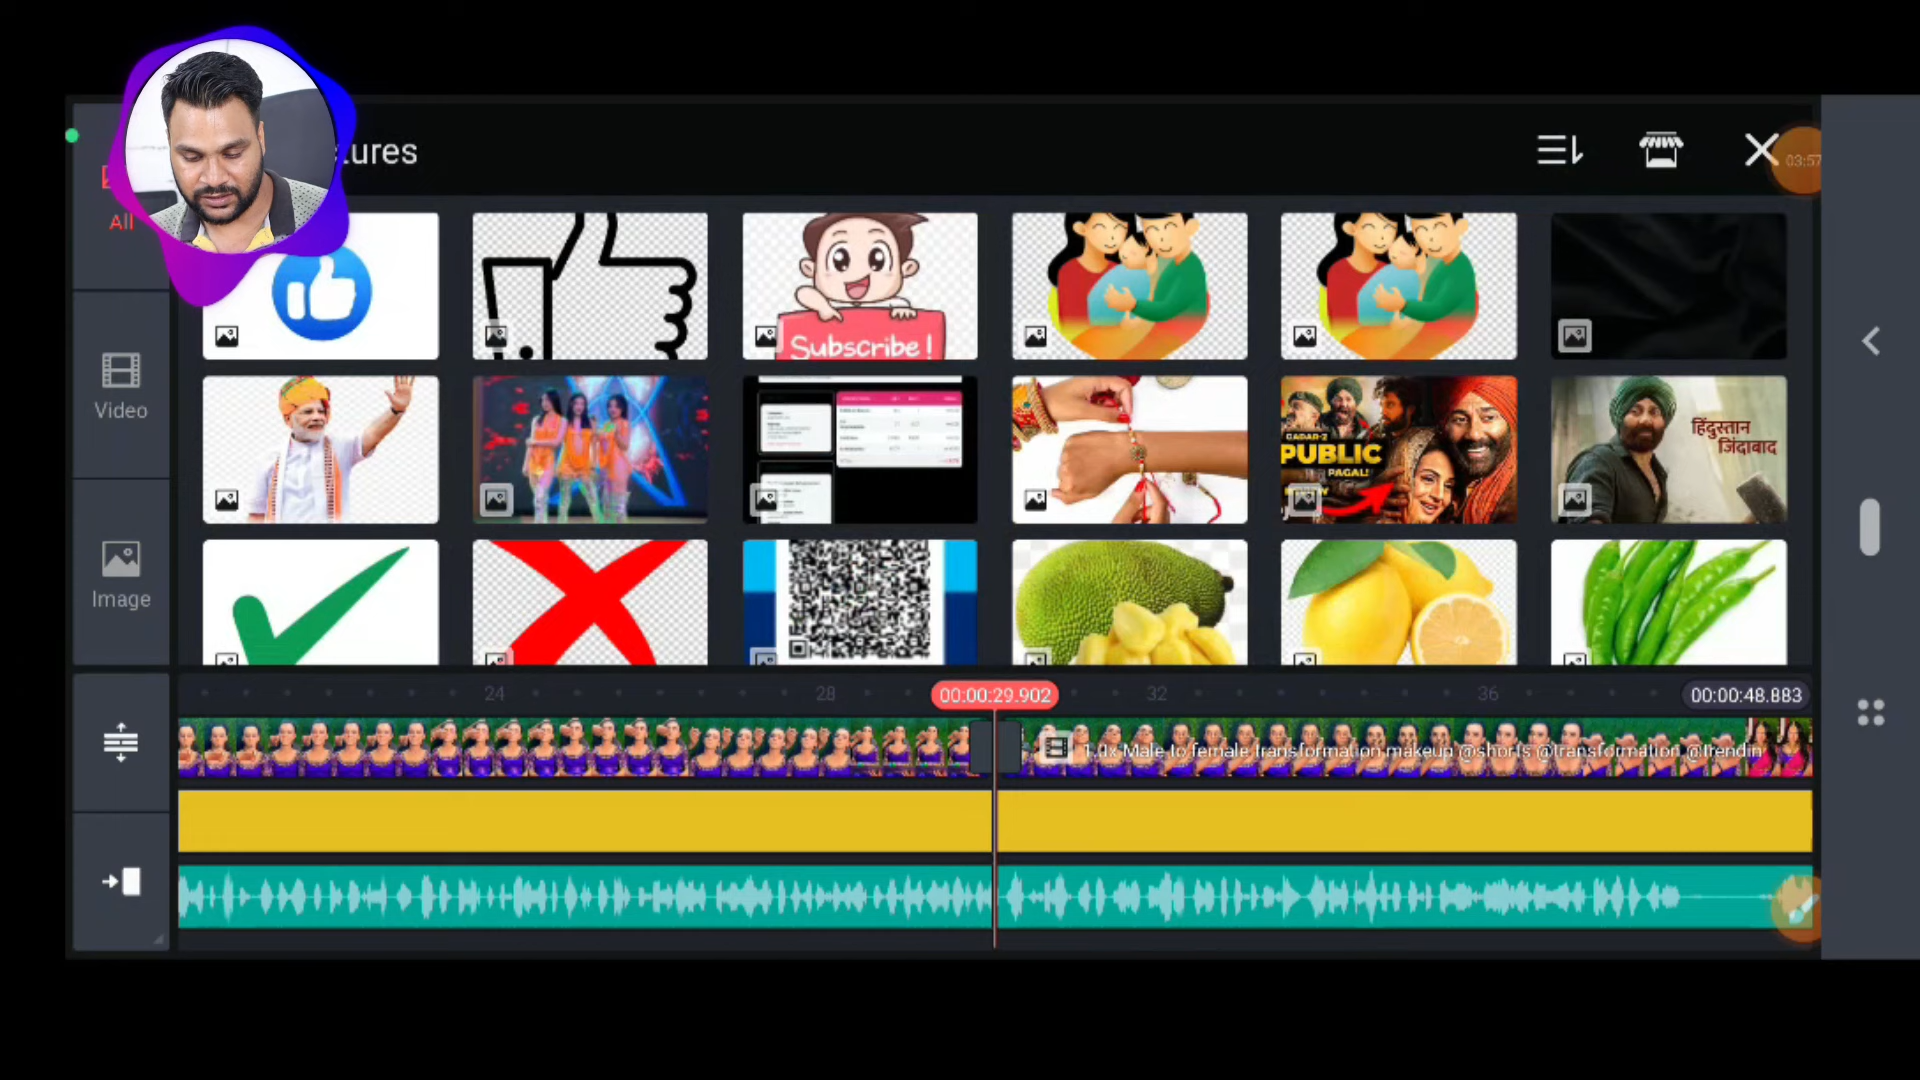 tures
03:57
All
Subscribe!
Video
GADAR-2
PUBLIC
PAGAL!
हिंदुस्तान
जिंदाबाद
Image
24
28
00:00:29.902
32
36
00:00:48.883
1.0x Male to female transformation makeup @shorts @transformation @trendin